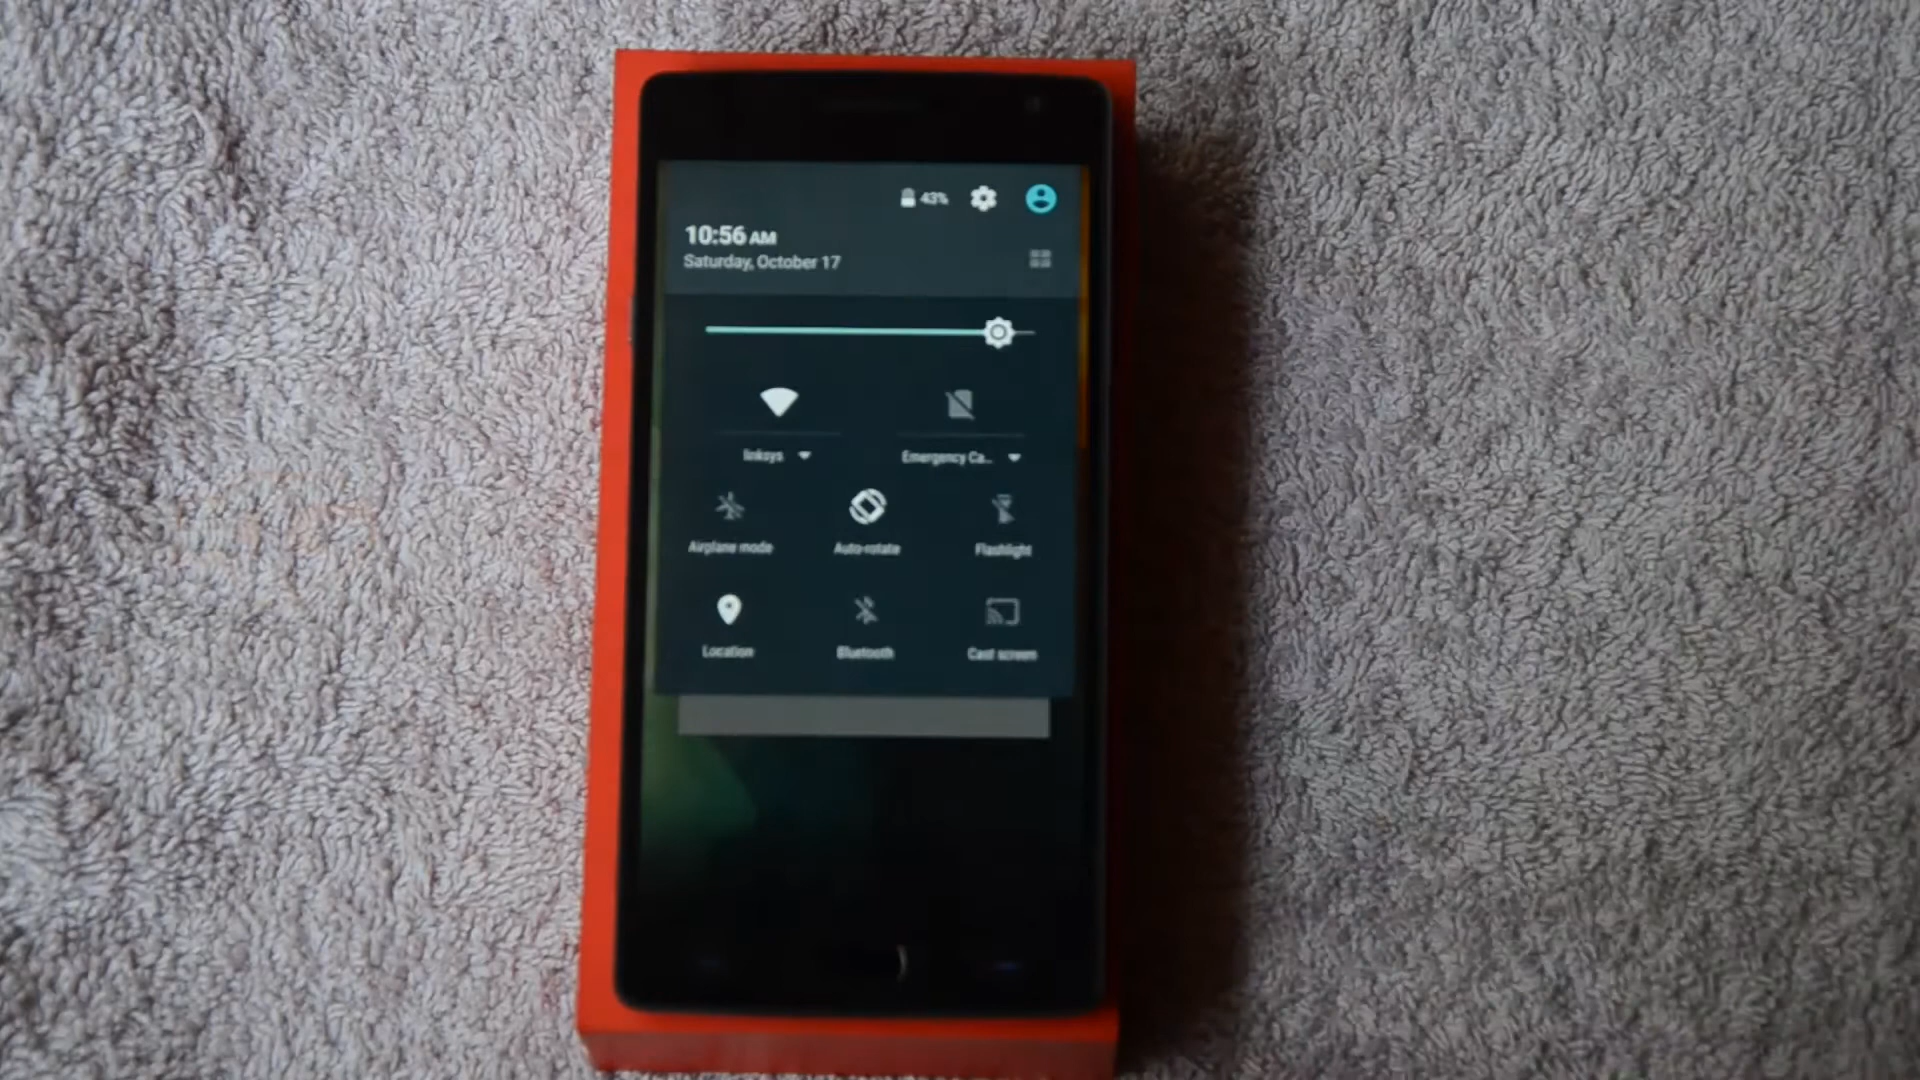 43%
10:56 AM
Saturday, October 17
linksys
Emergency Ca...
Airplane mode
Auto-rotate
Flashlight
Location
Bluetooth
Cast screen